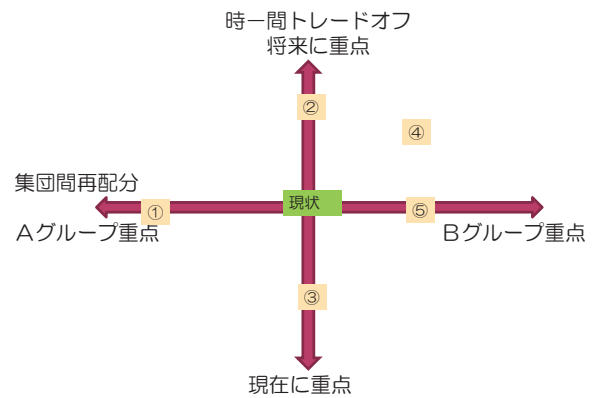 時ー間トレードオフ
将来に重点
②
④
集団間再配分
現状
①
⑤
Aグループ重点
Bグループ重点
③
現在に重点